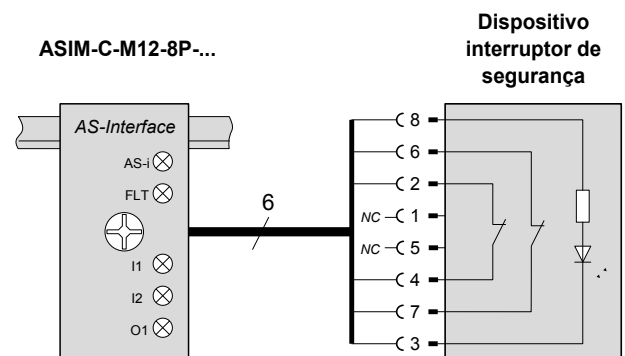 ASIM-C-M12-8P-...
Dispositivo
interruptor de
segurança
AS-Interface
AS-i
FLT
I1
I2
O1
6
8
6
2
NC 1
NC 5
4
7
3